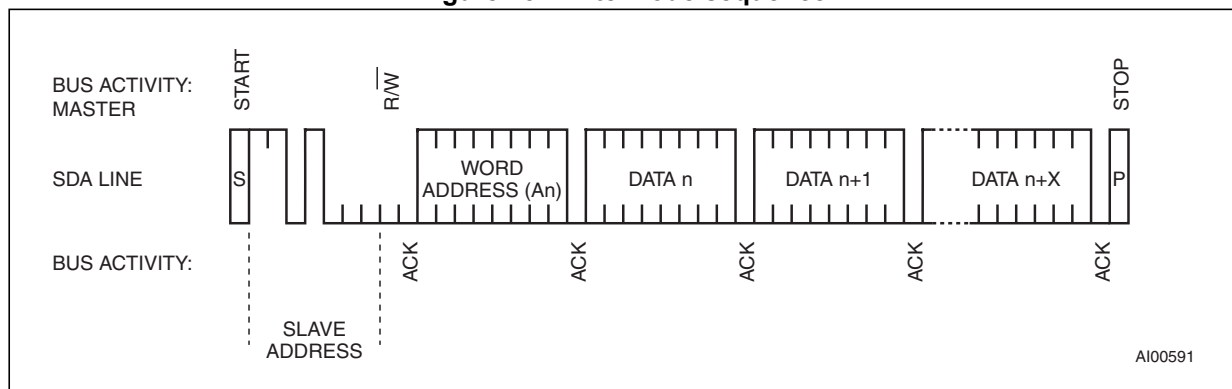 BUS ACTIVITY:
MASTER
START
R/W
STOP
SDA LINE
S
WORD
ADDRESS (An)
DATA n
DATA n+1
DATA n+X
P
BUS ACTIVITY:
ACK
ACK
ACK
ACK
ACK
SLAVE
ADDRESS
AI00591